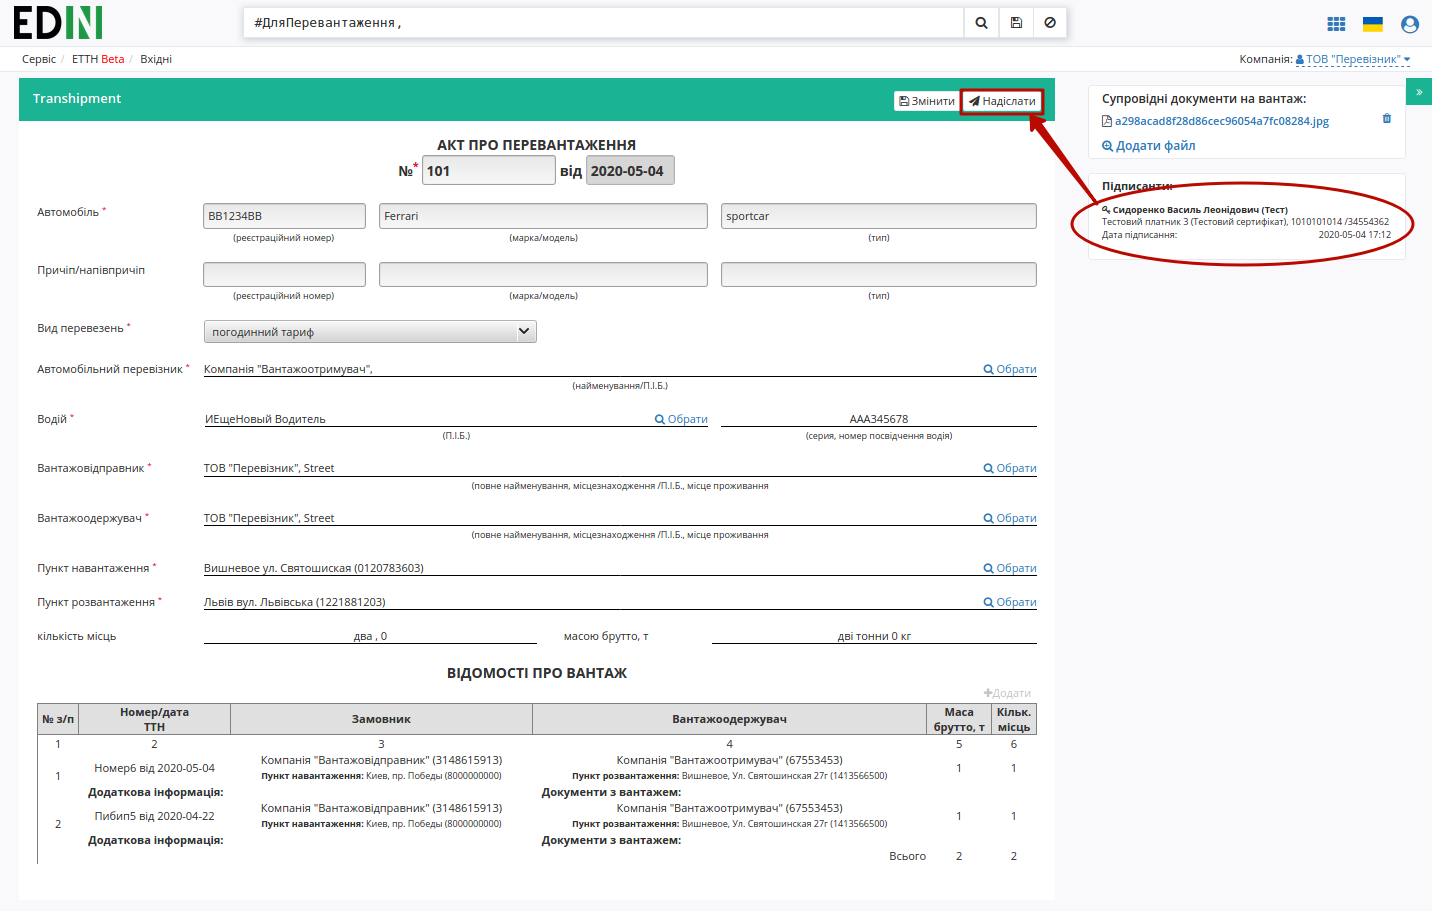 EDIN
#ДляПеревантаження,
Сервіс / ЕТТН Beta / Вхідні
Компанія: ТОВ "Перевізник"
Transhipment
Змінити
Надіслати
»
Супровідні документи на вантаж:
a298acad8f28d86cec96054a7fc08284.jpg
Додати файл
Підписанти:
Сидоренко Василь Леонідович (Тест)
Тестовий платник 3 (Тестовий сертифікат), 1010101014 /34554362
Дата підписання: 2020-05-04 17:12
АКТ ПРО ПЕРЕВАНТАЖЕННЯ
№* 101 від 2020-05-04
Автомобіль * BB1234BB Ferrari sportcar
(реєстраційний номер) (марка/модель) (тип)
Причіп/напівпричіп
(реєстраційний номер) (марка/модель) (тип)
Вид перевезень * погодинний тариф
Автомобільний перевізник * Компанія "Вантажоотримувач", Обрати
(найменування/П.І.Б.)
Водій * ИЕщеНовый Водитель Обрати ААА345678
(П.І.Б.) (серия, номер посвідчення водія)
Вантажовідправник * ТОВ "Перевізник", Street Обрати
(повне найменування, місцезнаходження /П.І.Б., місце проживання
Вантажоодержувач * ТОВ "Перевізник", Street Обрати
(повне найменування, місцезнаходження /П.І.Б., місце проживання
Пункт навантаження * Вишневое ул. Святошиская (0120783603) Обрати
Пункт розвантаження * Львів вул. Львівська (1221881203) Обрати
кількість місць два , 0 масою брутто, т дві тонни 0 кг
ВІДОМОСТІ ПРО ВАНТАЖ
Додати
№ з/п Номер/дата ТТН Замовник Вантажоодержувач Маса брутто, т Кільк. місць
1 2 3 4 5 6
1 Номер6 від 2020-05-04 Компанія "Вантажовідправник" (3148615913) Компанія "Вантажоотримувач" (67553453) 1 1
Пункт навантаження: Киев, пр. Победы (8000000000) Пункт розвантаження: Вишневое, Ул. Святошинская 27г (1413566500)
Додаткова інформація: Документи з вантажем:
2 Пибип5 від 2020-04-22 Компанія "Вантажовідправник" (3148615913) Компанія "Вантажоотримувач" (67553453) 1 1
Пункт навантаження: Киев, пр. Победы (8000000000) Пункт розвантаження: Вишневое, Ул. Святошинская 27г (1413566500)
Додаткова інформація: Документи з вантажем:
Всього 2 2